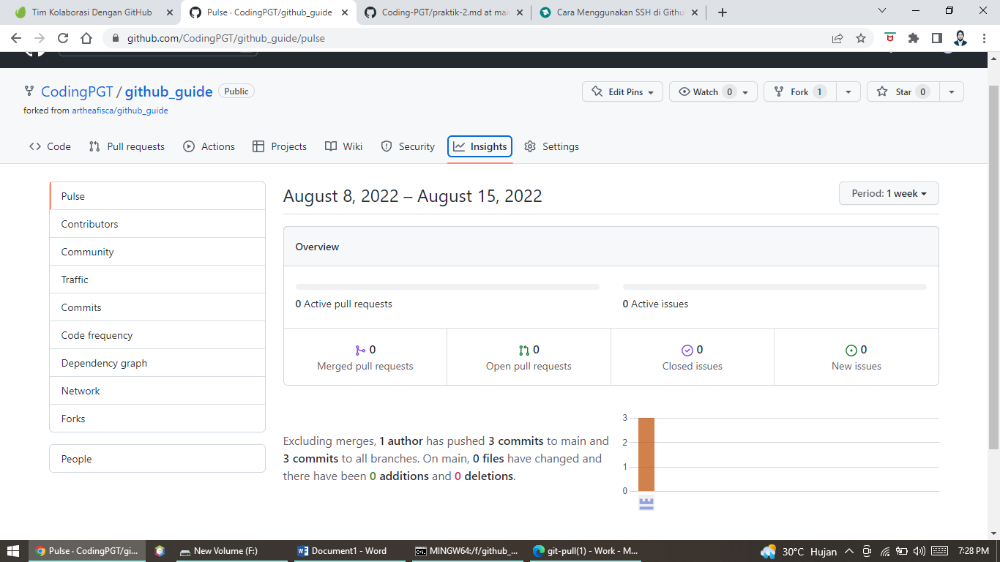 Tim Kolaborasi Dengan GitHub
Pulse · CodingPGT/github_guide
Coding-PGT/praktik-2.md at mai
Cara Menggunakan SSH di Githu
github.com/CodingPGT/github_guide/pulse
CodingPGT / github_guide Public
Edit Pins Watch 0 Fork 1 Star 0
forked from artheafisca/github_guide
Code Pull requests Actions Projects Wiki Security Insights Settings
Pulse
Contributors
Community
Traffic
Commits
Code frequency
Dependency graph
Network
Forks
People
August 8, 2022 – August 15, 2022
Period: 1 week
Overview
0 Active pull requests
0 Active issues
0
Merged pull requests
0
Open pull requests
0
Closed issues
0
New issues
Excluding merges, 1 author has pushed 3 commits to main and
3 commits to all branches. On main, 0 files have changed and
there have been 0 additions and 0 deletions.
3
2
1
0
Pulse · CodingPGT/gi...
New Volume (F:)
Document1 - Word
MINGW64:/f/github_...
git-pull(1) - Work - M...
30°C Hujan
7:28 PM